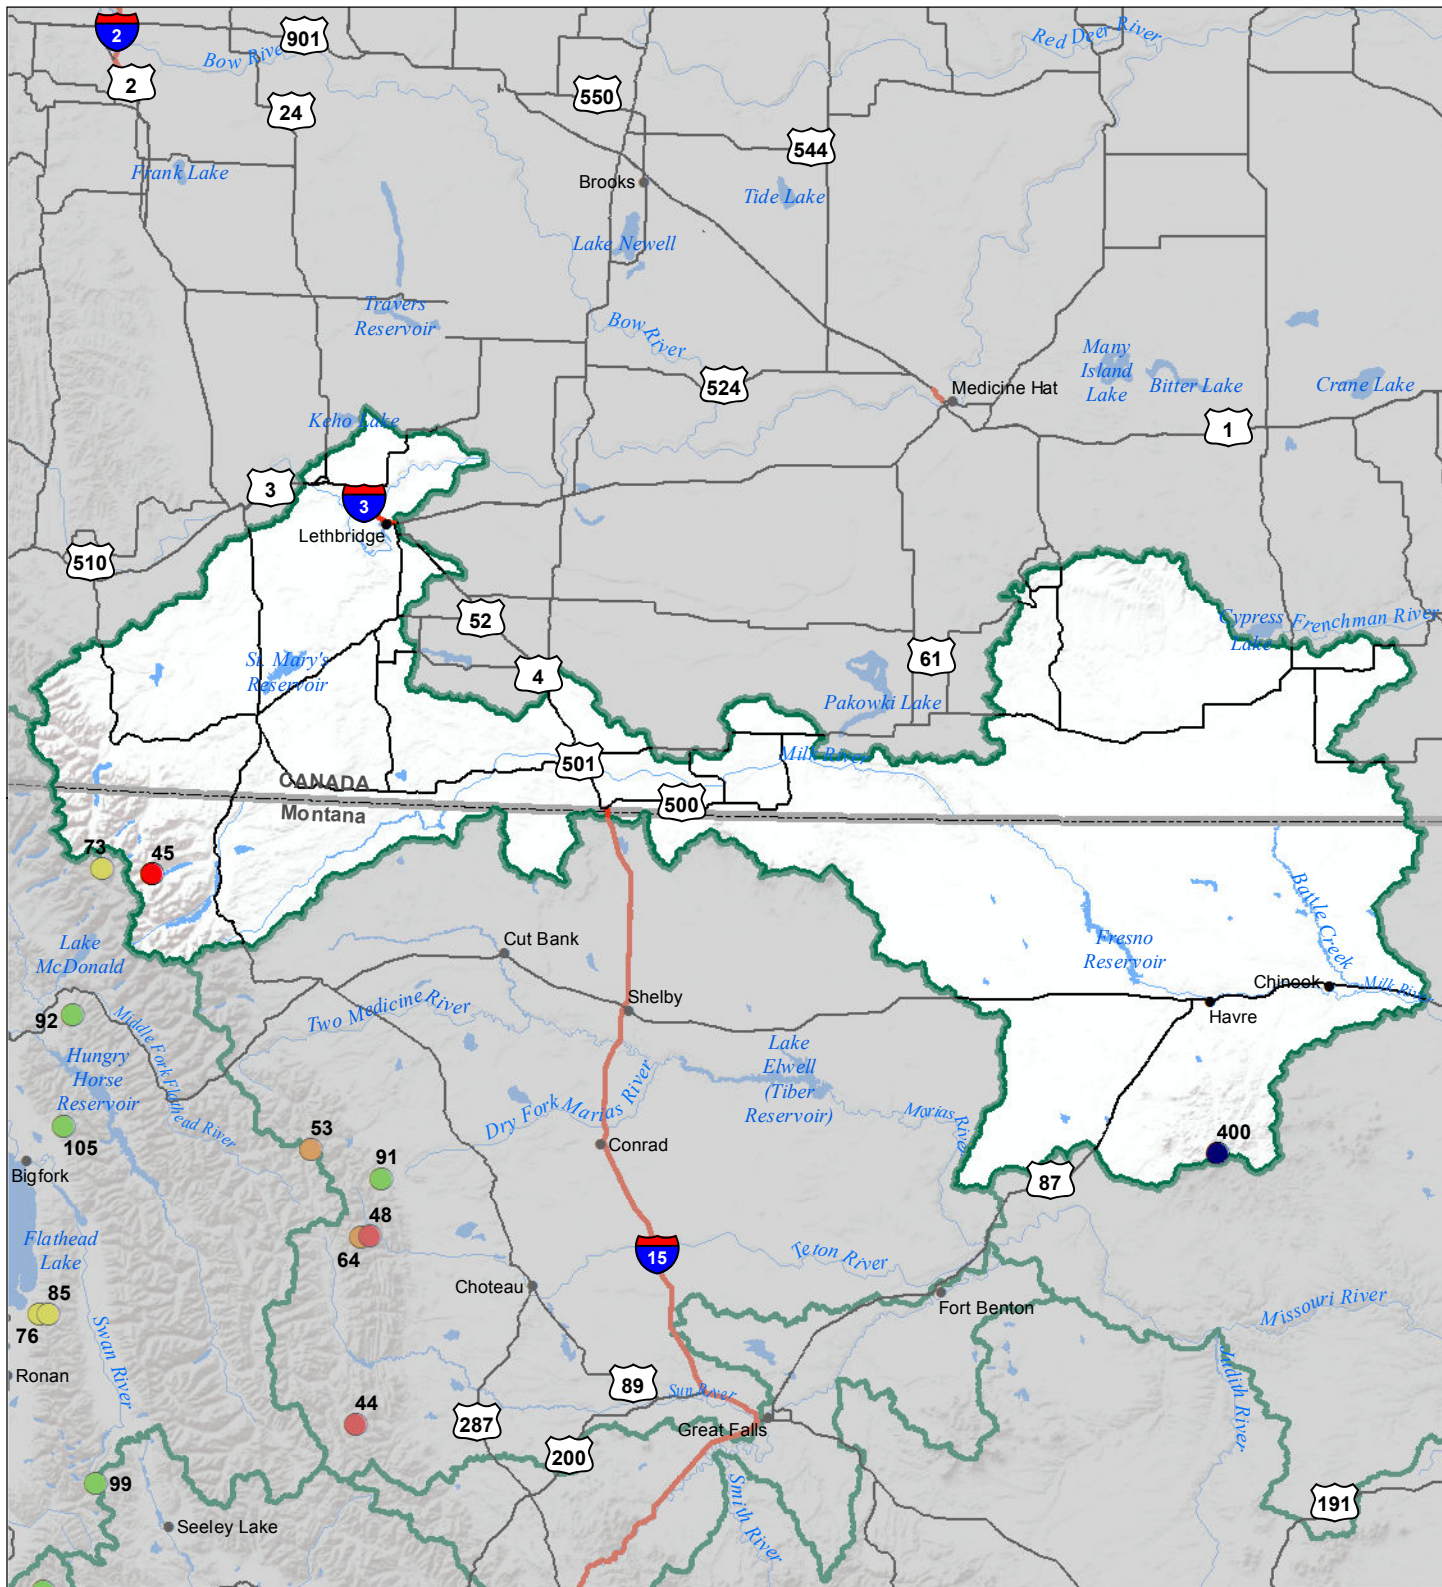 2
Bow River
901
Red Deer River
2
24
550
544
Frank Lake
Brooks
Tide Lake
Lake Newell
Travers
Reservoir
Bow River
Many
Island
Lake
Bitter Lake
Crane Lake
524
Medicine Hat
1
Keho Lake
3
3
Lethbridge
510
52
4
61
Cypress
Lake
Frenchman River
St. Mary's
Reservoir
Pakowki Lake
Milk River
501
500
CANADA
Montana
73
45
Battle Creek
Lake
McDonald
Cut Bank
Fresno
Reservoir
Chinook
Milk River
Shelby
Havre
92
Two Medicine River
Middle Fork Flathead River
Hungry
Horse
Reservoir
Lake
Elwell
(Tiber
Reservoir)
Dry Fork Marias River
Marias River
105
53
Conrad
400
91
Bigfork
87
48
64
Flathead
Lake
15
Teton River
Choteau
Fort Benton
Missouri River
85
76
Swan River
Ronan
89
Sun River
Judith River
44
287
Great Falls
200
99
Smith River
191
Seeley Lake